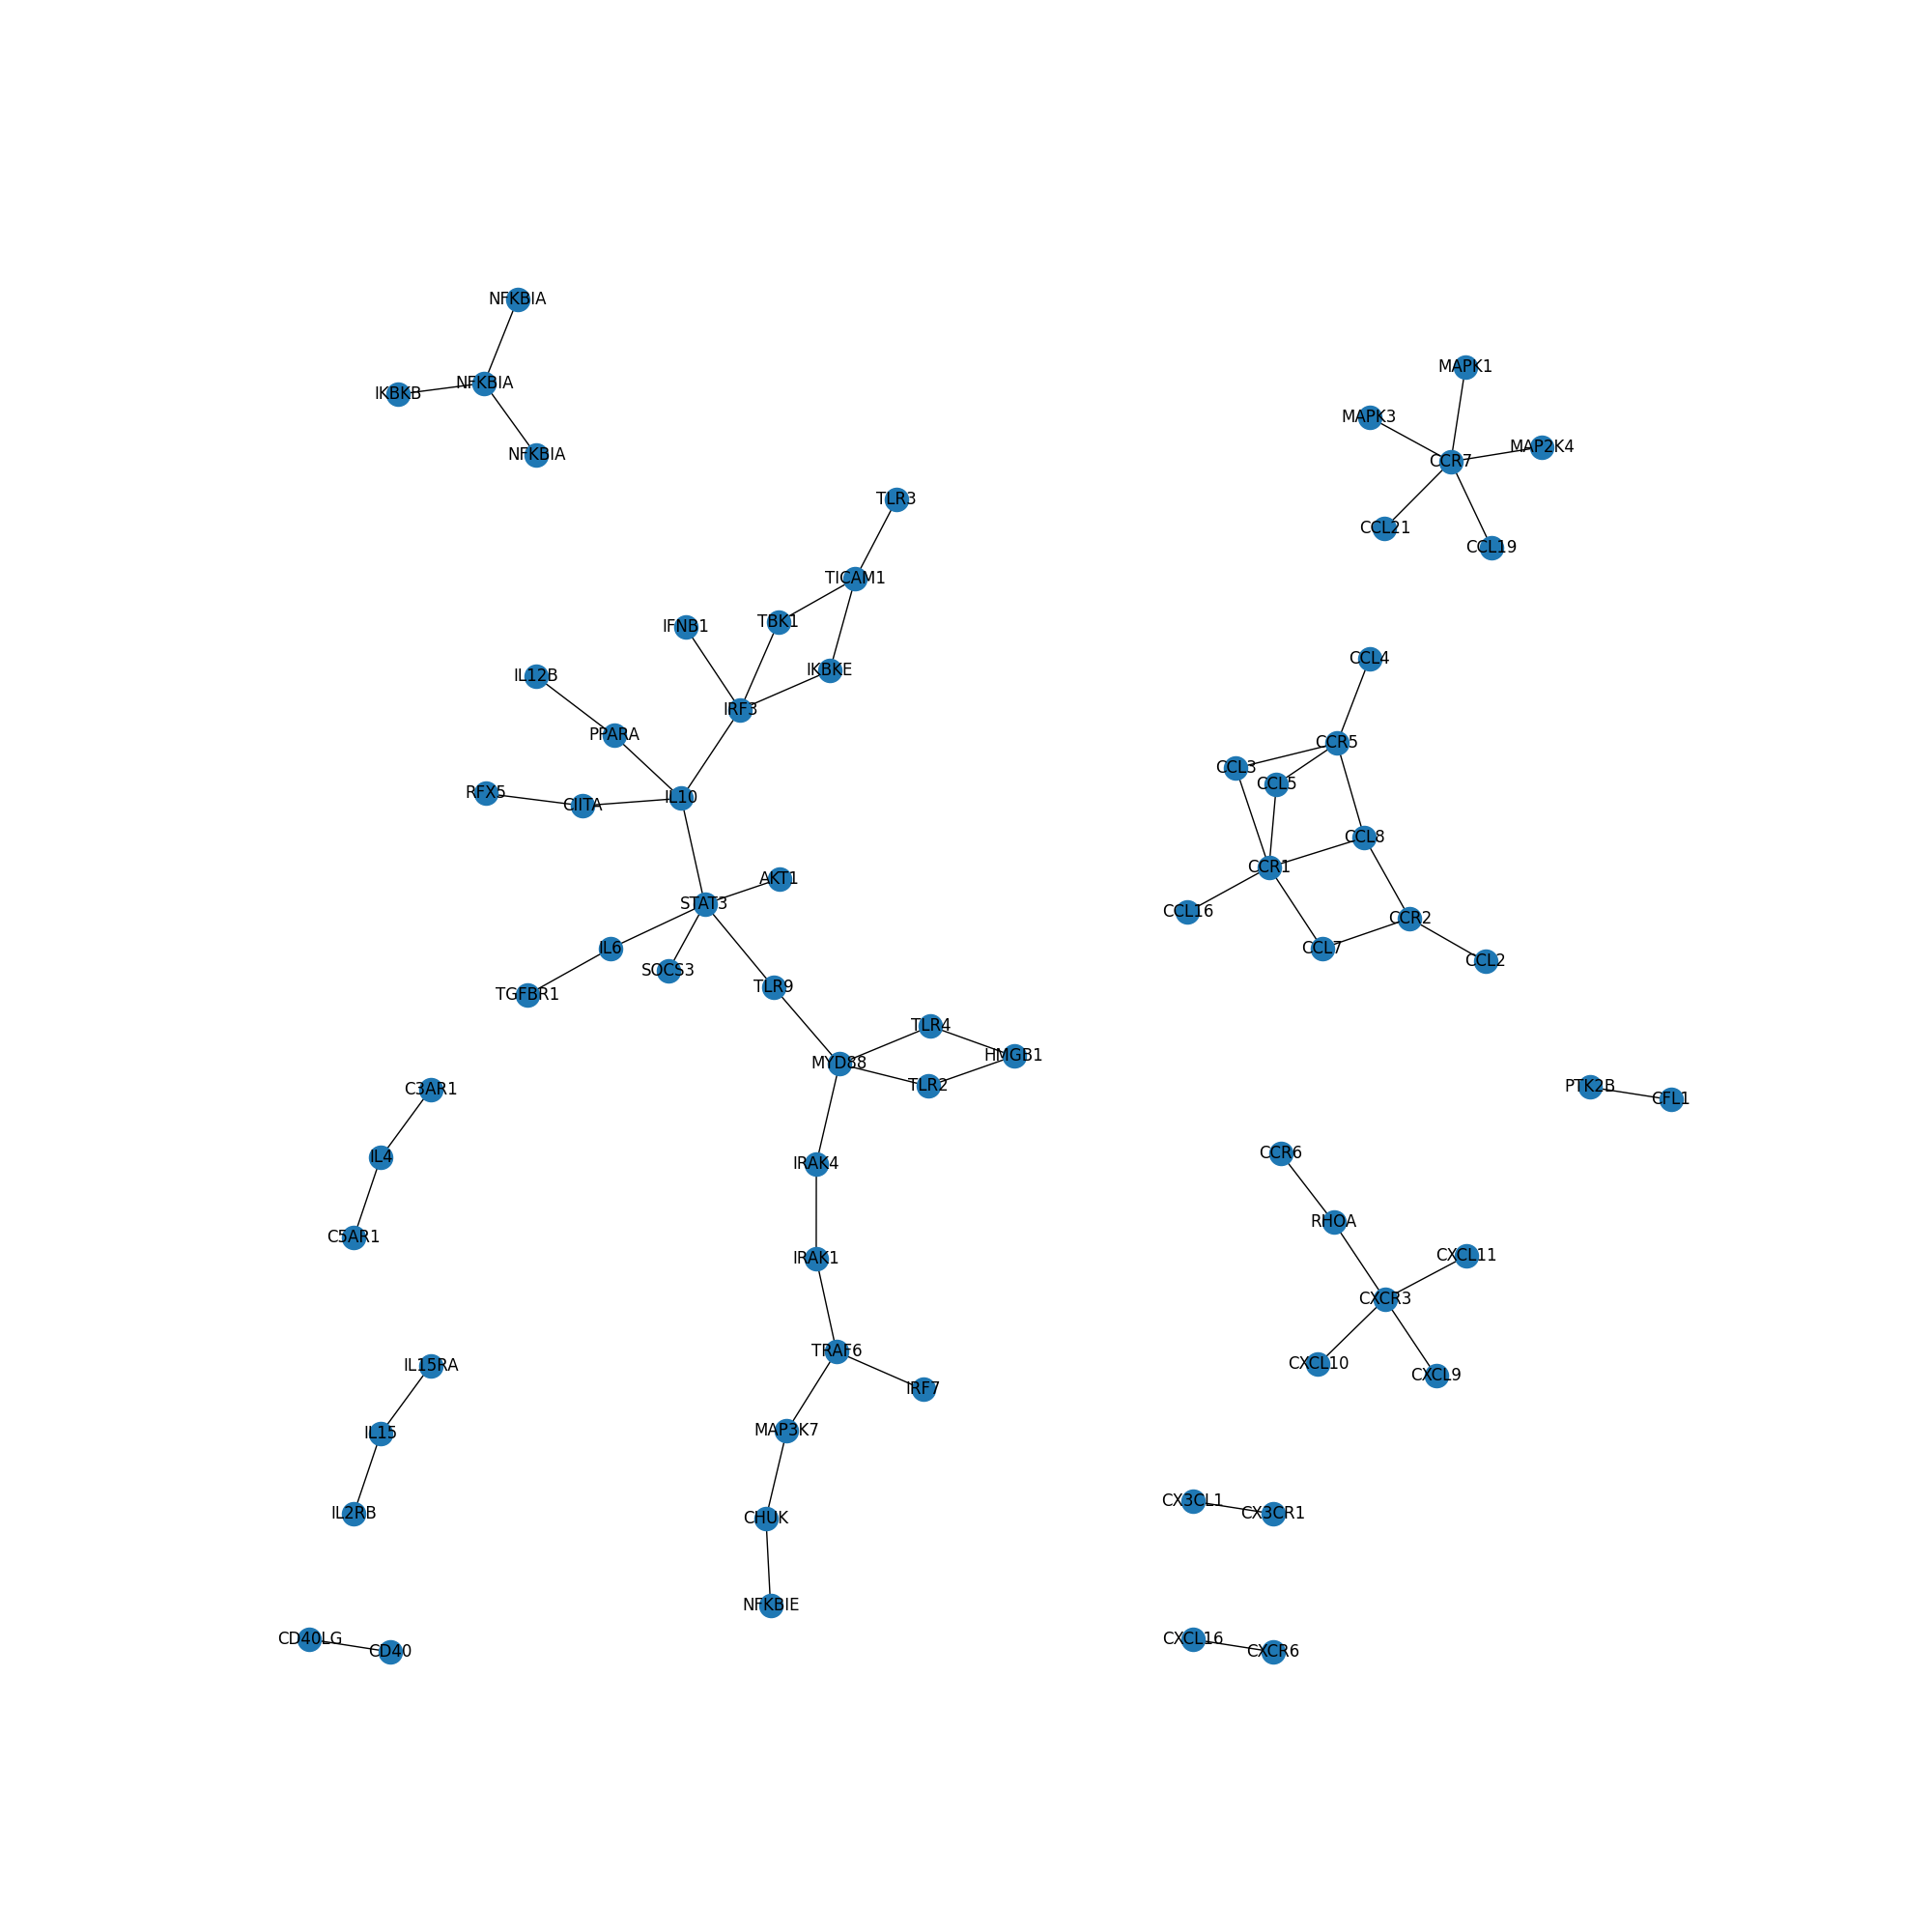 NFKBIA
MAPK1
NFKBIA
IKBKB
MAPK3
MAP2K4
NFKBIA
CCR7
TLR3
CCL21
CCL19
TICAM1
TBK1
IFNB1
CCL4
IKBKE
IL12B
IRF3
PPARA
CCR5
CCL3
CCL5
RFX5
CIITA
IL10
CCL8
CCR1
AKT1
STAT3
CCL16
CCR2
IL6
CCL7
SOCS3
CCL2
TLR9
TGFBR1
TLR4
HMGB1
MYD88
TLR2
C3AR1
PTK2B
CFL1
CCR6
IL4
IRAK4
RHOA
C5AR1
IRAK1
CXCL11
CXCR3
TRAF6
IL15RA
CXCL10
CXCL9
IRF7
MAP3K7
IL15
CX3CL1
IL2RB
CX3CR1
CHUK
NFKBIE
CD40LG
CXCL16
CD40
CXCR6